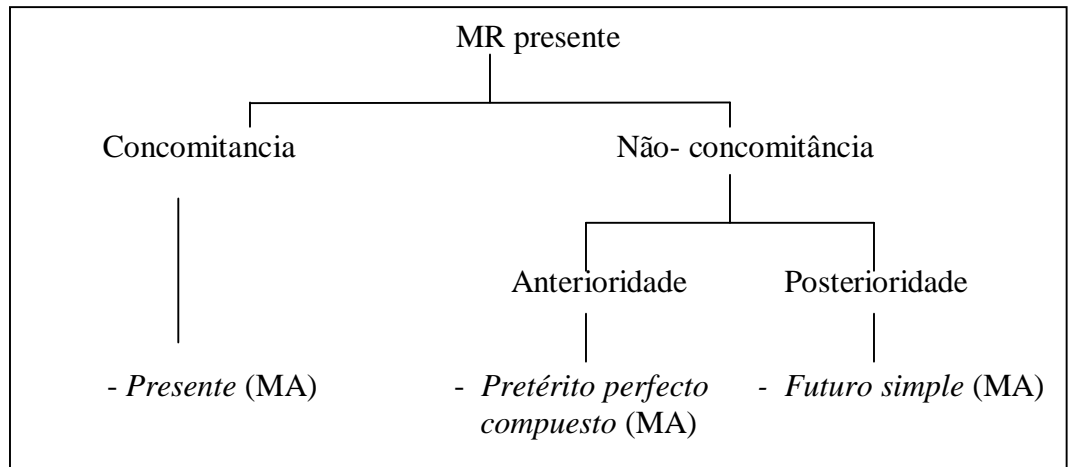 MR presente
Concomitancia
Não- concomitância
Anterioridade
Posterioridade
- Presente (MA)
- Pretérito perfecto
compuesto (MA)
- Futuro simple (MA)